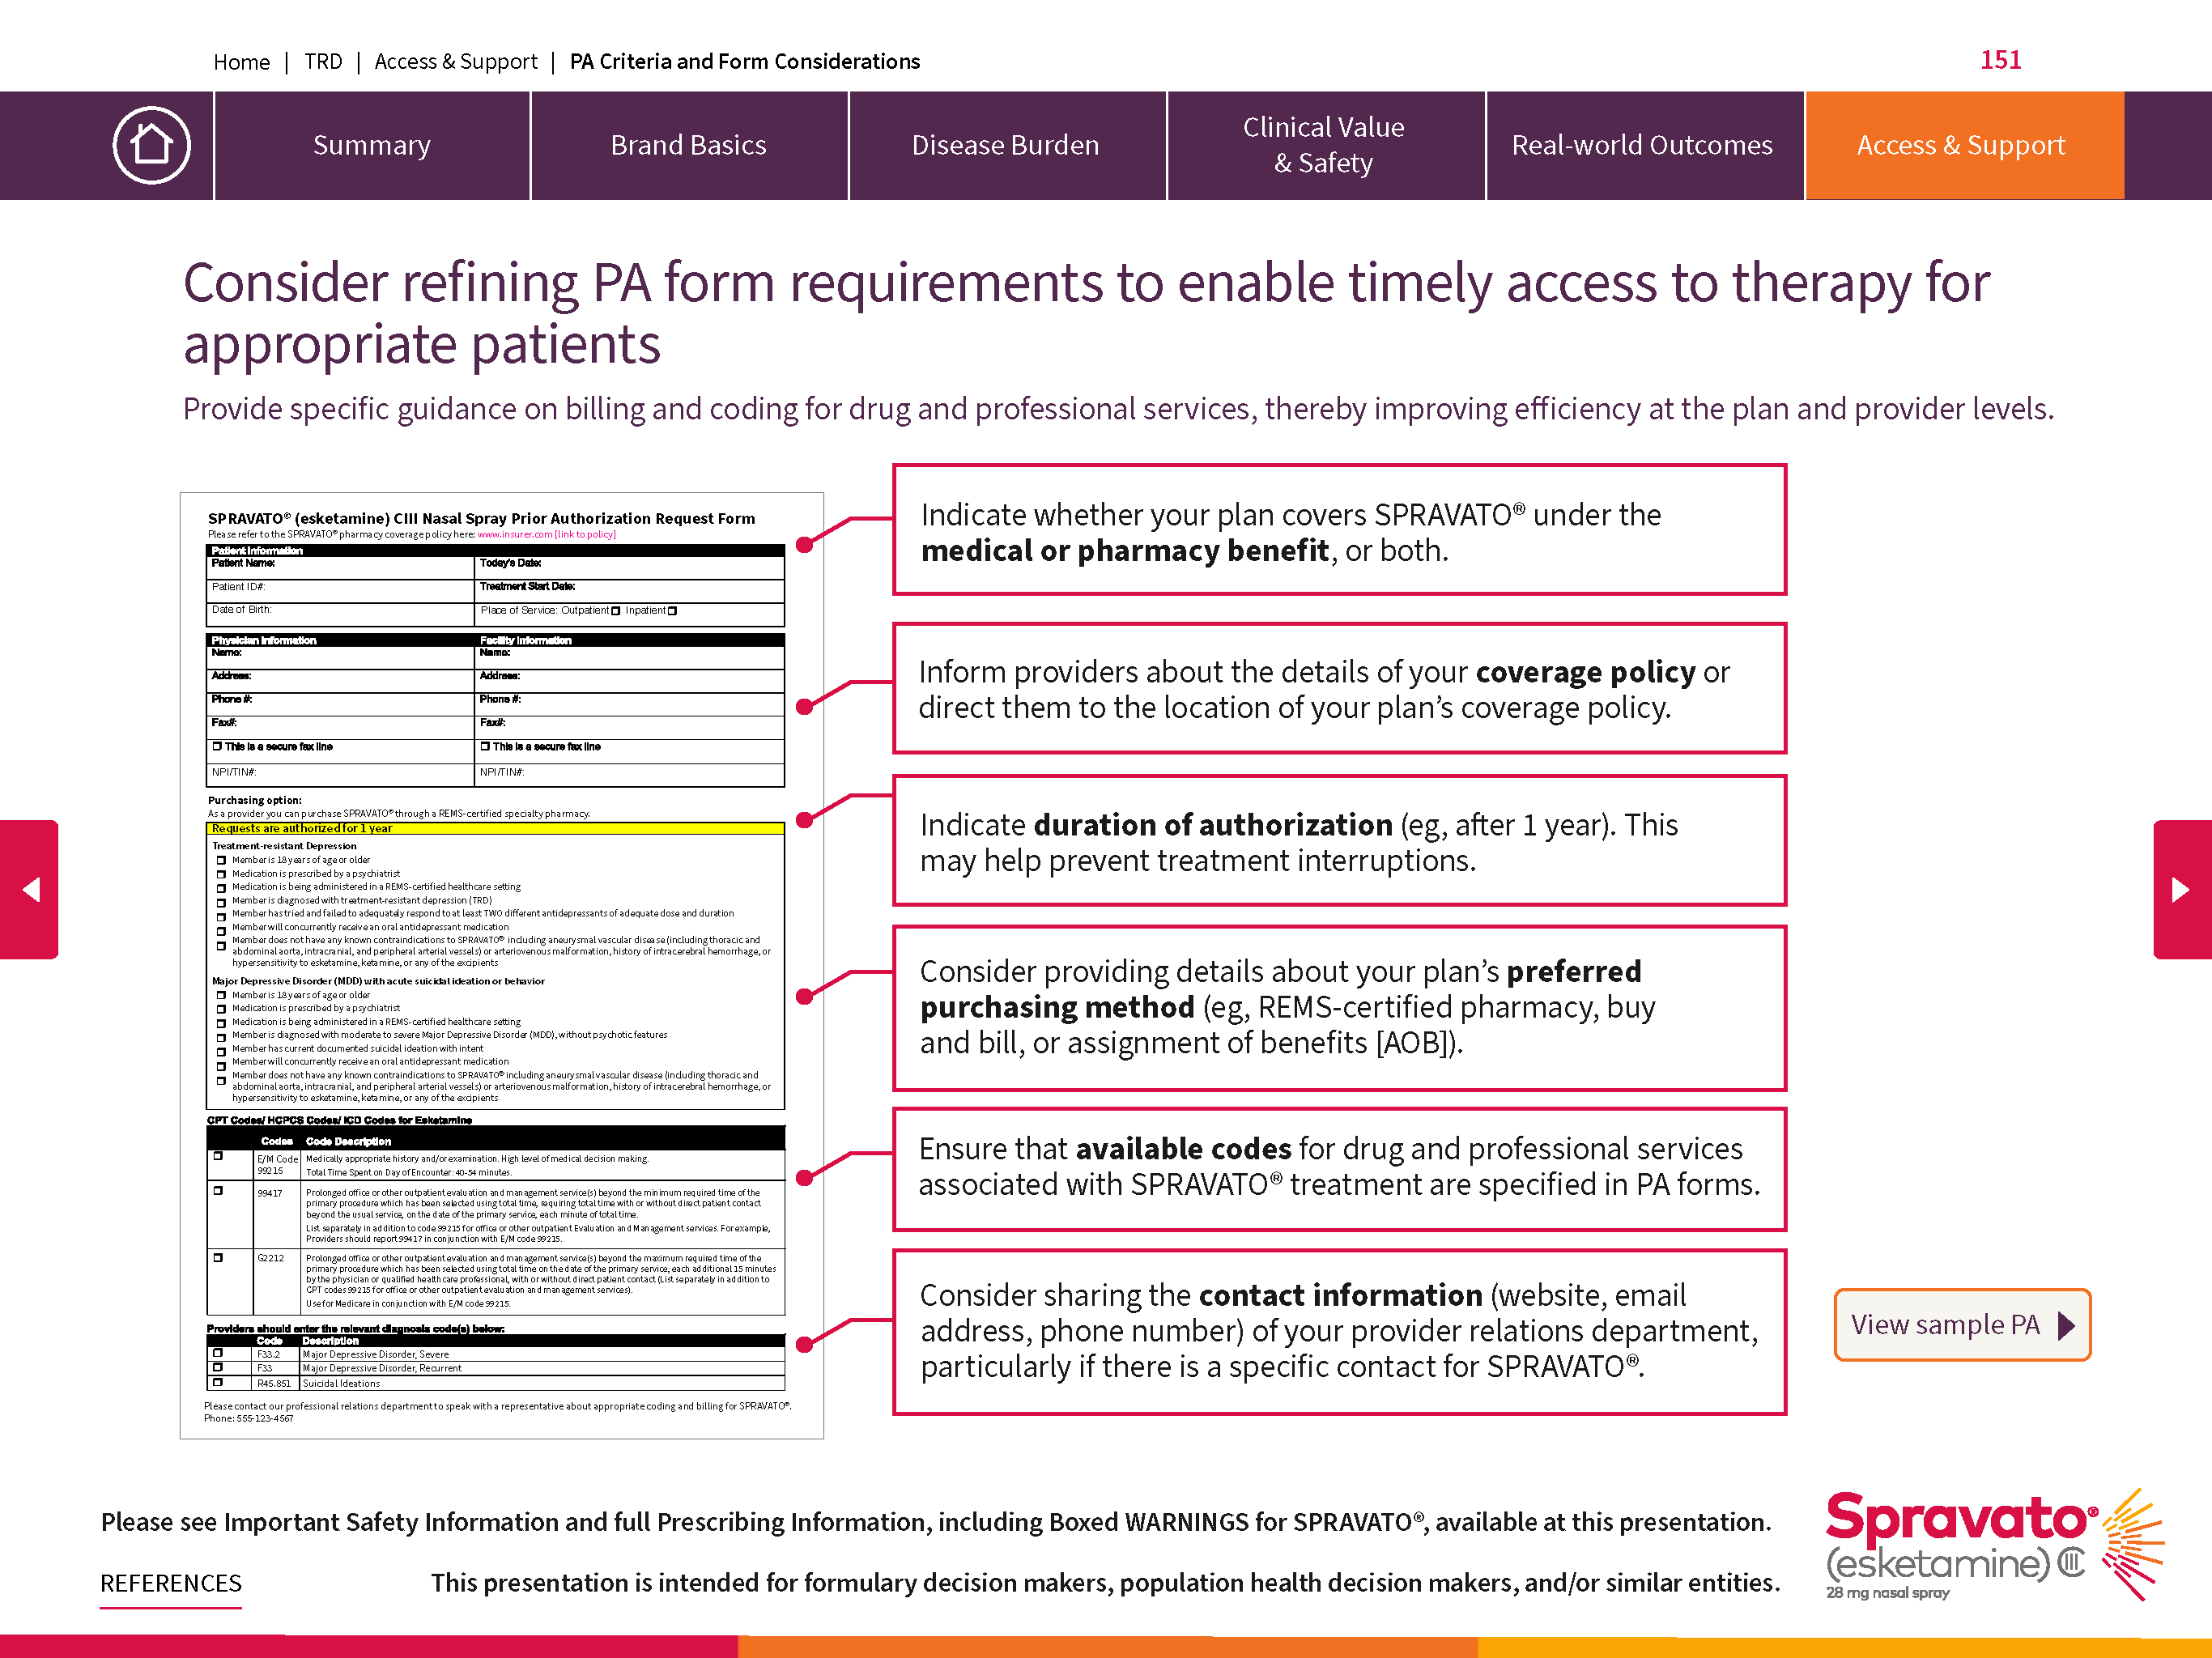 Home | TRD | Access & Support | PA Criteria and Form Considerations
151
Summary
Brand Basics
Disease Burden
Clinical Value
& Safety
Real-world Outcomes
Access & Support
Consider refining PA form requirements to enable timely access to therapy for
appropriate patients
Provide specific guidance on billing and coding for drug and professional services, thereby improving efficiency at the plan and provider levels.
SPRAVATO® (esketamine) CIII Nasal Spray Prior Authorization Request Form
Please refer to the SPRAVATO® pharmacy coverage policy here: www.insurer.com [link to policy]
Patient Information
Patient Name: Today's Date:
Patient ID#: Treatment Start Date:
Date of Birth: Place of Service: Outpatient ❒ Inpatient ❒
Physician Information Facility Information
Name: Name:
Address: Address:
Phone #: Phone #:
Fax#: Fax#:
❒ This is a secure fax line ❒ This is a secure fax line
NPI/TIN#: NPI/TIN#:
Purchasing option:
As a provider you can purchase SPRAVATO® through a REMS-certified specialty pharmacy.
Requests are authorized for 1 year
Treatment-resistant Depression
❒ Member is 18 years of age or older
❒ Medication is prescribed by a psychiatrist
❒ Medication is being administered in a REMS-certified healthcare setting
❒ Member is diagnosed with treatment-resistant depression (TRD)
❒ Member has tried and failed to adequately respond to at least TWO different antidepressants of adequate dose and duration
❒ Member will concurrently receive an oral antidepressant medication
❒ Member does not have any known contraindications to SPRAVATO® including aneurysmal vascular disease (including thoracic and
abdominal aorta, intracranial, and peripheral arterial vessels) or arteriovenous malformation, history of intracerebral hemorrhage, or
hypersensitivity to esketamine, ketamine, or any of the excipients
Major Depressive Disorder (MDD) with acute suicidal ideation or behavior
❒ Member is 18 years of age or older
❒ Medication is prescribed by a psychiatrist
❒ Medication is being administered in a REMS-certified healthcare setting
❒ Member is diagnosed with moderate to severe Major Depressive Disorder (MDD), without psychotic features
❒ Member has current documented suicidal ideation with intent
❒ Member will concurrently receive an oral antidepressant medication
❒ Member does not have any known contraindications to SPRAVATO® including aneurysmal vascular disease (including thoracic and
abdominal aorta, intracranial, and peripheral arterial vessels) or arteriovenous malformation, history of intracerebral hemorrhage, or
hypersensitivity to esketamine, ketamine, or any of the excipients
CPT Codes/ HCPCS Codes/ ICD Codes for Esketamine
Codes Code Description
❒ E/M Code Medically appropriate history and/or examination. High level of medical decision making.
99215 Total Time Spent on Day of Encounter: 40-54 minutes.
❒ 99417 Prolonged office or other outpatient evaluation and management service(s) beyond the minimum required time of the
primary procedure which has been selected using total time, requiring total time with or without direct patient contact
beyond the usual service, on the date of the primary service, each minute of total time.
List separately in addition to code 99215 for office or other outpatient Evaluation and Management services. For example,
Providers should report 99417 in conjunction with E/M code 99215.
❒ G2212 Prolonged office or other outpatient evaluation and management service(s) beyond the maximum required time of the
primary procedure which has been selected using total time on the date of the primary service; each additional 15 minutes
by the physician or qualified healthcare professional, with or without direct patient contact (List separately in addition to
CPT codes 99215 for office or other outpatient evaluation and management services).
Use for Medicare in conjunction with E/M code 99215.
Providers should enter the relevant diagnosis code(s) below:
Code Description
❒ F33.2 Major Depressive Disorder, Severe
❒ F33 Major Depressive Disorder, Recurrent
❒ R45.851 Suicidal Ideations
Please contact our professional relations department to speak with a representative about appropriate coding and billing for SPRAVATO®.
Phone: 555-123-4567
Indicate whether your plan covers SPRAVATO® under the
medical or pharmacy benefit, or both.
Inform providers about the details of your coverage policy or
direct them to the location of your plan’s coverage policy.
Indicate duration of authorization (eg, after 1 year). This
may help prevent treatment interruptions.
Consider providing details about your plan’s preferred
purchasing method (eg, REMS-certified pharmacy, buy
and bill, or assignment of benefits [AOB]).
Ensure that available codes for drug and professional services
associated with SPRAVATO® treatment are specified in PA forms.
Consider sharing the contact information (website, email
address, phone number) of your provider relations department,
particularly if there is a specific contact for SPRAVATO®.
View sample PA
Please see Important Safety Information and full Prescribing Information, including Boxed WARNINGS for SPRAVATO®, available at this presentation.
REFERENCES
This presentation is intended for formulary decision makers, population health decision makers, and/or similar entities.
Spravato®
(esketamine) CIII
28 mg nasal spray